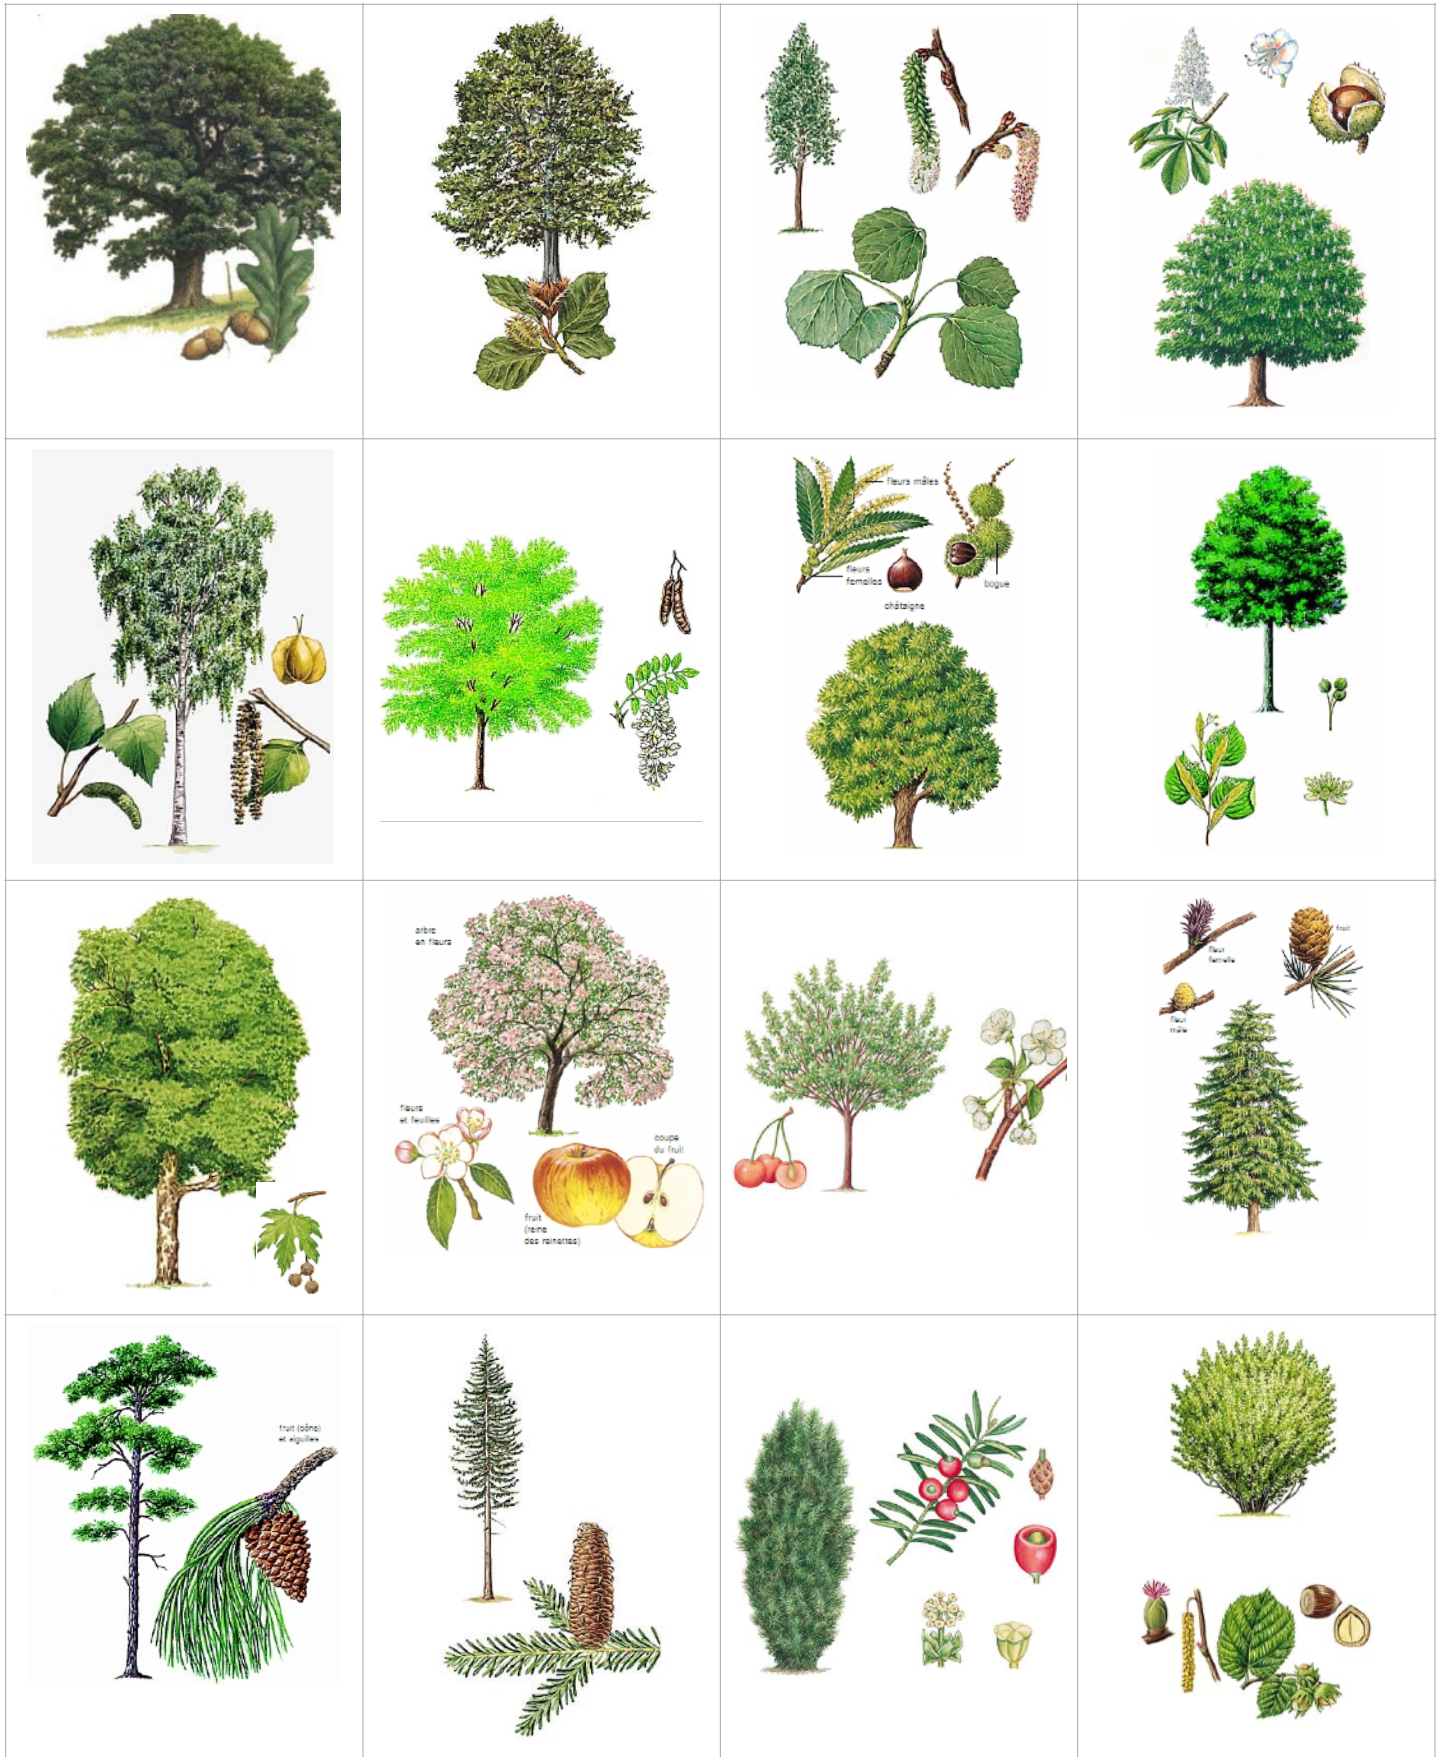 fleurs mâles
fleurs
femelles
bogue
châtaigne
arbre
en fleurs
fleurs
et feuilles
coupe
du fruit
fruit
(reine
des reinettes)
fruit
fleur
femelle
fleur
mâle
fruit (cône)
et aiguilles